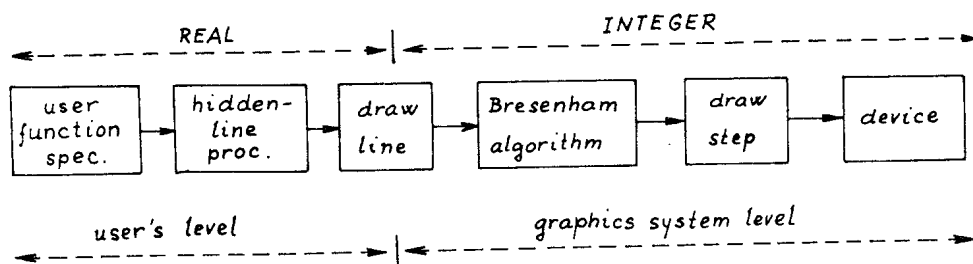 REAL
INTEGER
user
function
spec.
hidden-
line
proc.
draw
line
Bresenham
algorithm
draw
step
device
user's level
graphics system level